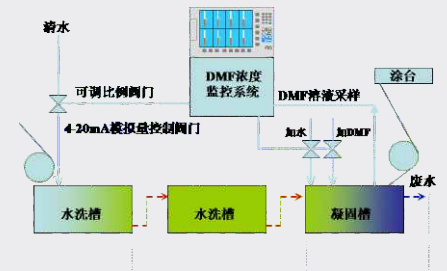 清水
DMF浓度
监控系统
涂台
可调比例阀门
DMF溶液采样
4-20mA模拟量控制阀门
加水
加DMF
废水
水洗槽
水洗槽
凝固槽